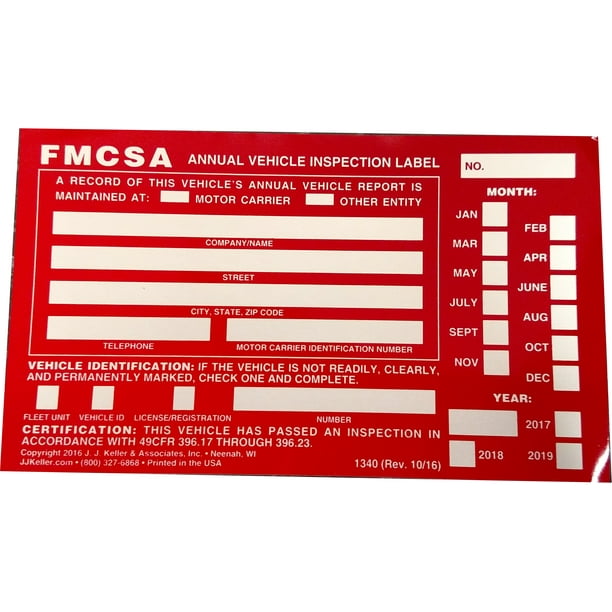 FMCSA ANNUAL VEHICLE INSPECTION LABEL
NO.
A RECORD OF THIS VEHICLE'S ANNUAL VEHICLE REPORT IS
MAINTAINED AT: MOTOR CARRIER OTHER ENTITY
COMPANY/NAME
STREET
CITY, STATE, ZIP CODE
TELEPHONE MOTOR CARRIER IDENTIFICATION NUMBER
MONTH:
JAN FEB
MAR APR
MAY JUNE
JULY AUG
SEPT OCT
NOV DEC
VEHICLE IDENTIFICATION: IF THE VEHICLE IS NOT READILY, CLEARLY,
AND PERMANENTLY MARKED, CHECK ONE AND COMPLETE.
FLEET UNIT VEHICLE ID LICENSE/REGISTRATION NUMBER
YEAR:
2017
2018 2019
CERTIFICATION: THIS VEHICLE HAS PASSED AN INSPECTION IN
ACCORDANCE WITH 49CFR 396.17 THROUGH 396.23.
Copyright 2016 J. J. Keller & Associates, Inc. • Neenah, WI
JJKeller.com • (800) 327-6868 • Printed in the USA 1340 (Rev. 10/16)